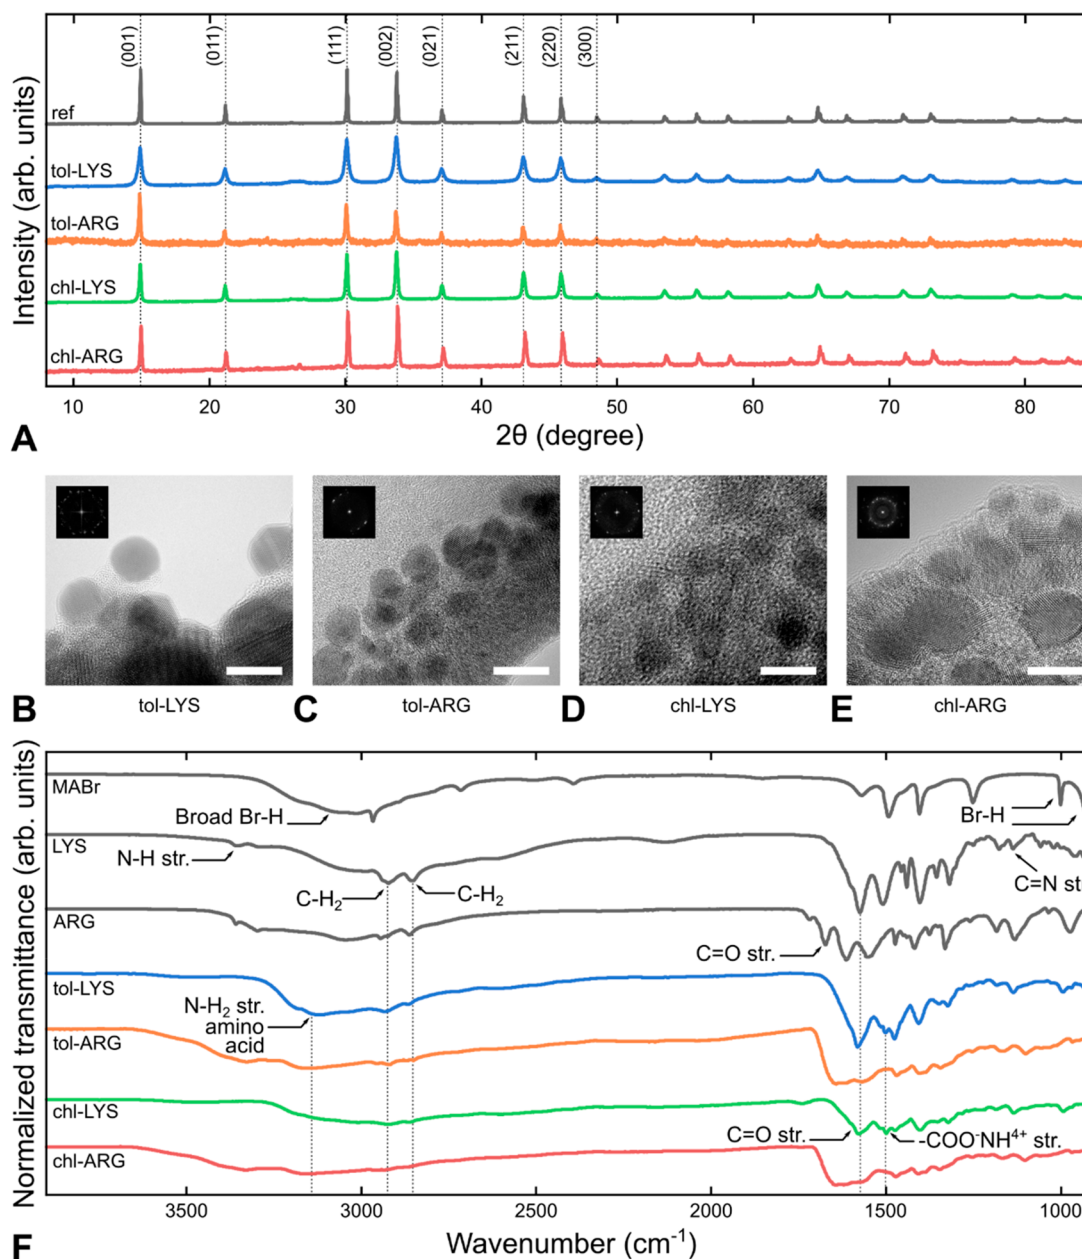 Intensity (arb. units)
(001)
(011)
(111)
(002)
(021)
(211)
(220)
(300)
ref
tol-LYS
tol-ARG
chl-LYS
chl-ARG
10 20 30 40 50 60 70 80
2θ (degree)
A
B tol-LYS
C tol-ARG
D chl-LYS
E chl-ARG
Normalized transmittance (arb. units)
MABr
Broad Br-H
Br-H
LYS
N-H str.
C-H₂
C-H₂
C=N st
ARG
C=O str.
tol-LYS
N-H₂ str.
amino
acid
tol-ARG
chl-LYS
C=O str.
-COO⁻NH⁴⁺ str.
chl-ARG
3500 3000 2500 2000 1500 1000
Wavenumber (cm⁻¹)
F